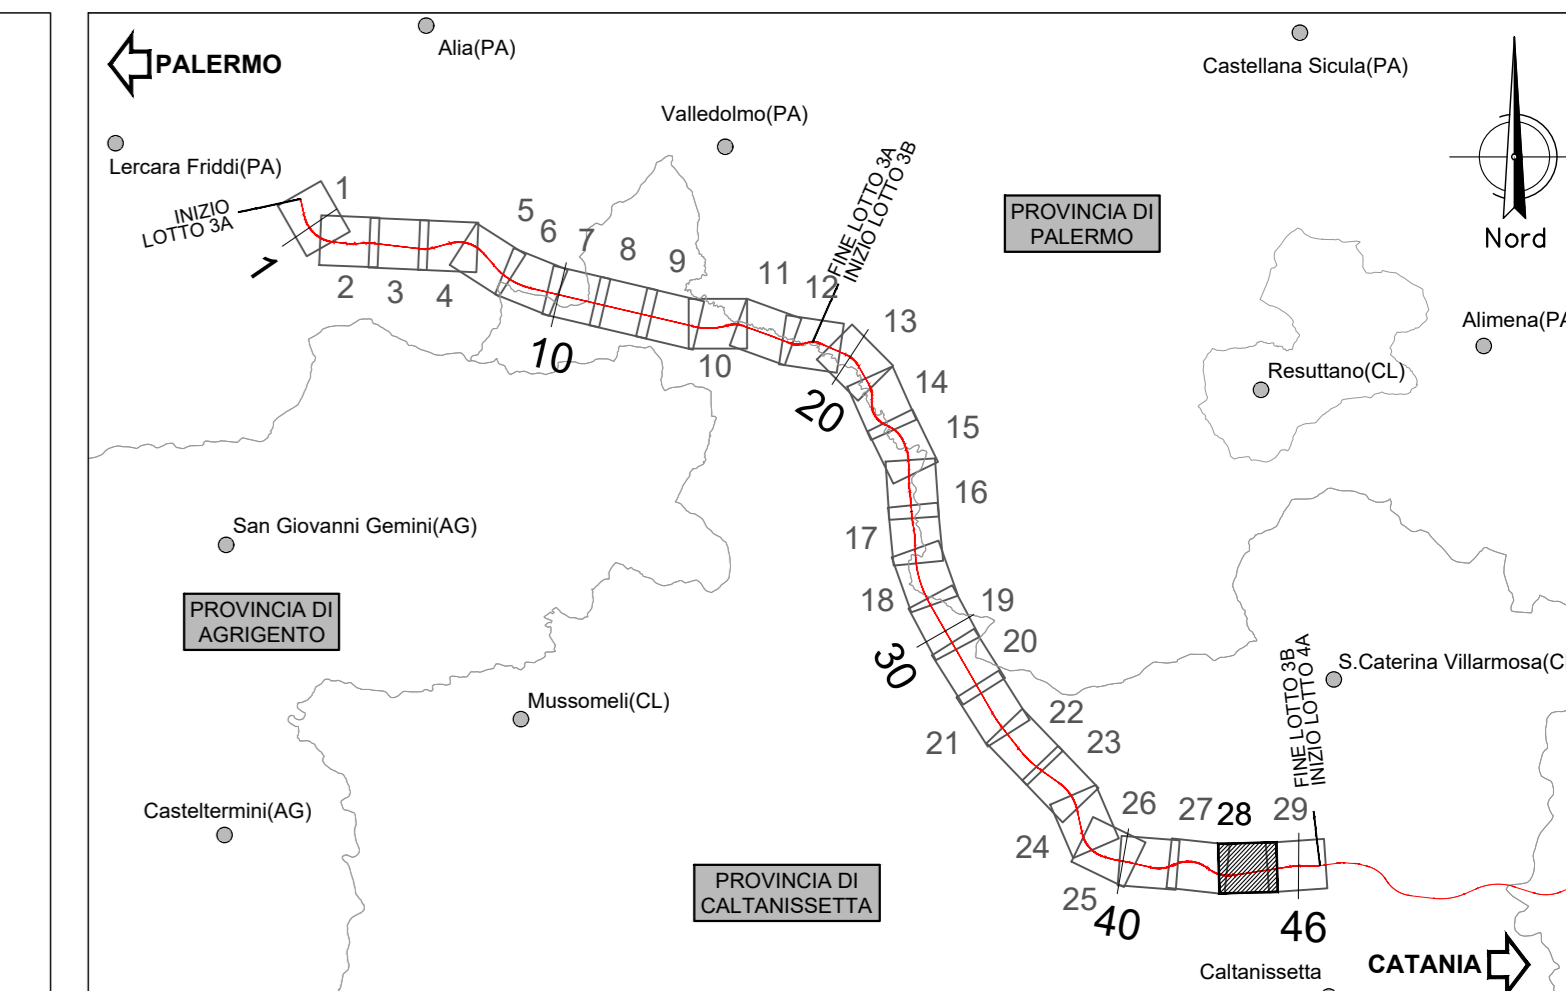 PALERMO
Alia(PA)
Castellana Sicula(PA)
Valledolmo(PA)
Lercara Friddi(PA)
Nord
INIZIO
LOTTO 3A
FINE LOTTO 3A
INIZIO LOTTO 3B
PROVINCIA DI
PALERMO
1
1
2
3
4
5
6
7
8
9
10
10
11
12
13
20
14
15
16
17
18
19
20
30
21
22
23
24
25
26
27
28
29
40
46
Alimena(PA
Resuttano(CL)
San Giovanni Gemini(AG)
PROVINCIA DI
AGRIGENTO
Mussomeli(CL)
FINE LOTTO 3B
INIZIO LOTTO 4A
S.Caterina Villarmosa(C
Casteltermini(AG)
PROVINCIA DI
CALTANISSETTA
Caltanissetta
CATANIA